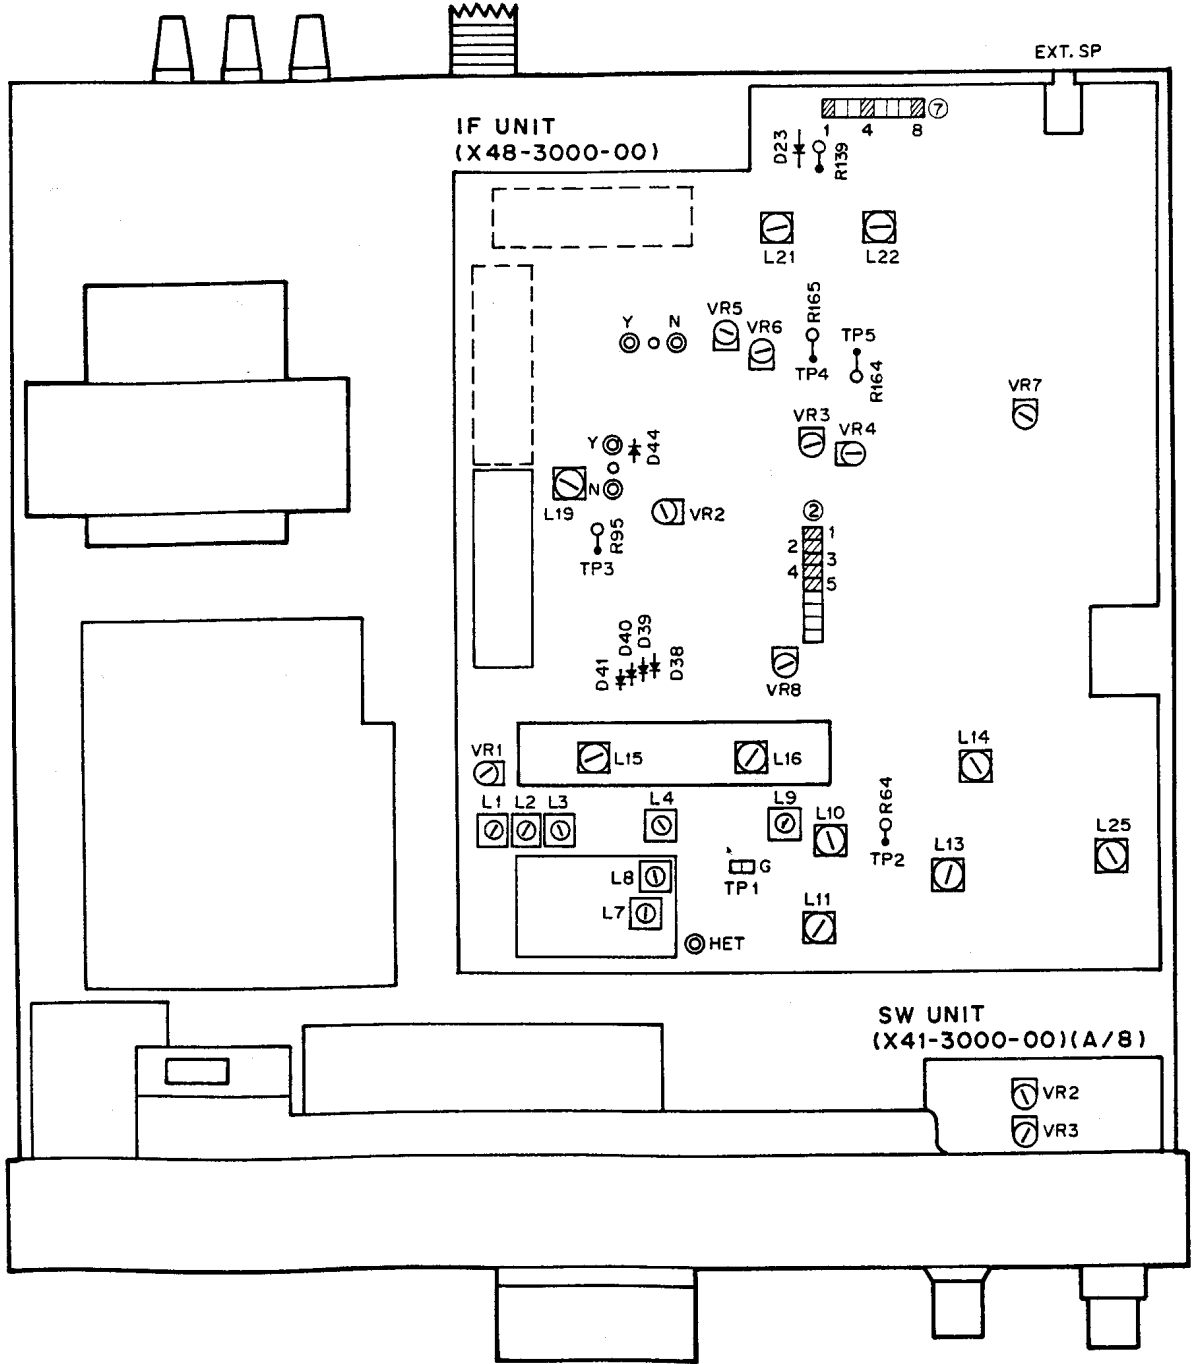 EXT. SP
IF UNIT
(X48-3000-00)
7
1 4 8
D23
R139
L21
L22
R165
VR5
VR6
Y N
TP5
TP4
R164
VR7
VR3
VR4
Y
D44
N
L19
VR2
R95
TP3
2
1
2
3
4
5
D40
D39
D41
D38
VR8
VR1
L15
L16
L14
L1 L2 L3
L4
L9
L10
R64
TP2
L13
L25
L8
G
TP1
L7
L11
HET
SW UNIT
(X41-3000-00)(A/8)
VR2
VR3